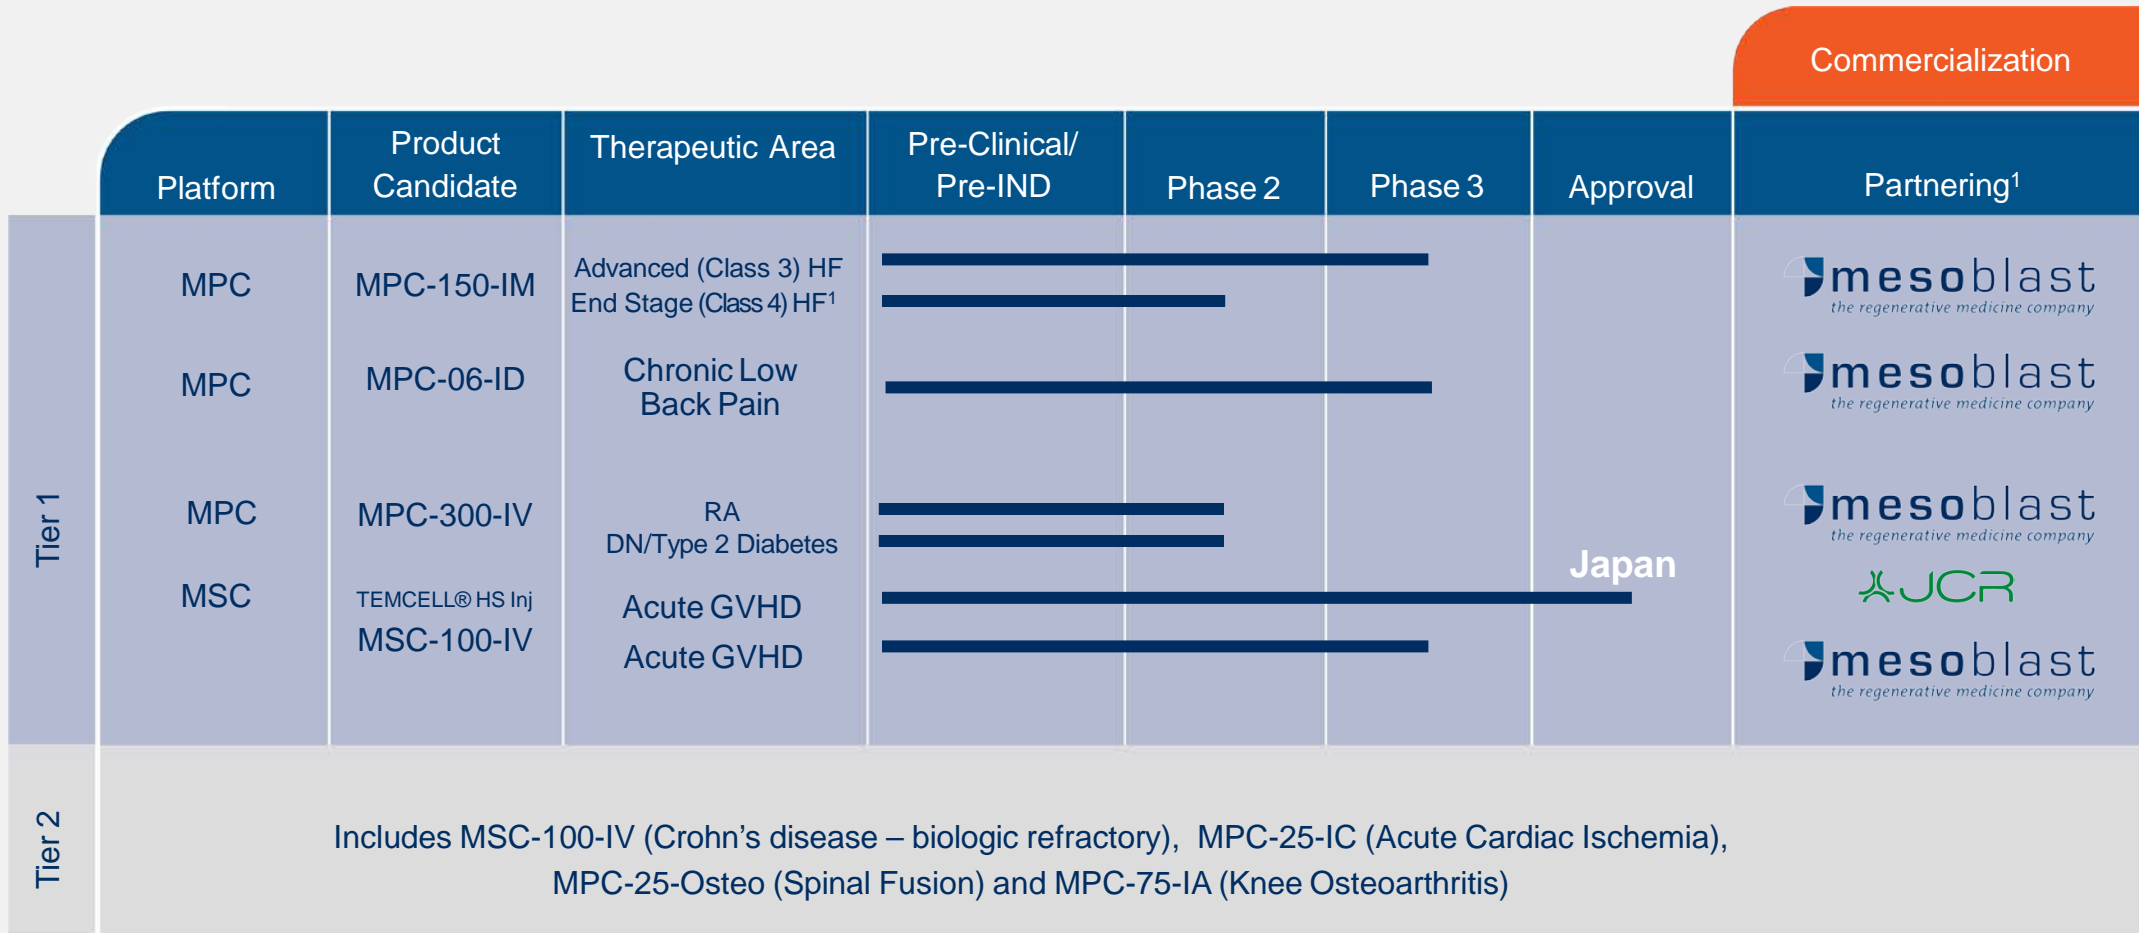 Commercialization
Platform
Product
Candidate
Therapeutic Area
Pre-Clinical/
Pre-IND
Phase 2
Phase 3
Approval
Partnering¹
Tier 1
MPC
MPC-150-IM
Advanced (Class 3) HF
End Stage (Class 4) HF¹
mesoblast
the regenerative medicine company
MPC
MPC-06-ID
Chronic Low
Back Pain
mesoblast
the regenerative medicine company
MPC
MPC-300-IV
RA
DN/Type 2 Diabetes
mesoblast
the regenerative medicine company
MSC
TEMCELL® HS Inj
Acute GVHD
Japan
JCR
MSC-100-IV
Acute GVHD
mesoblast
the regenerative medicine company
Tier 2
Includes MSC-100-IV (Crohn’s disease – biologic refractory), MPC-25-IC (Acute Cardiac Ischemia),
MPC-25-Osteo (Spinal Fusion) and MPC-75-IA (Knee Osteoarthritis)